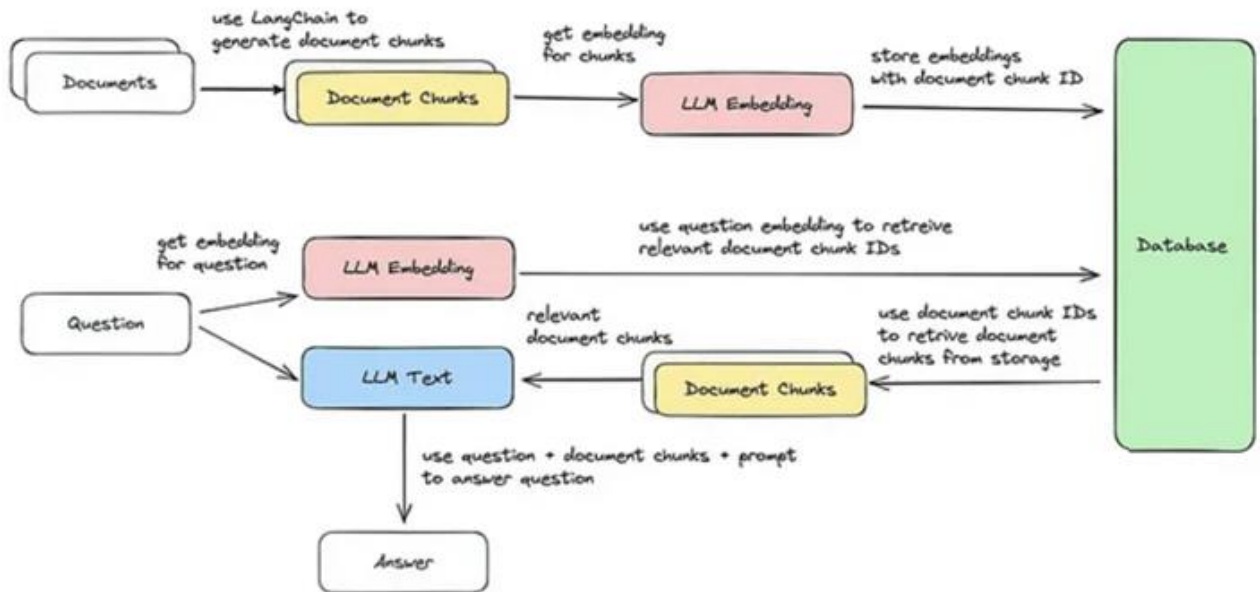 use LangChain to
generate document chunks
Documents
Document Chunks
get embedding
for chunks
LLM Embedding
store embeddings
with document chunk ID
Database
get embedding
for question
Question
LLM Embedding
use question embedding to retreive
relevant document chunk IDs
LLM Text
relevant
document chunks
Document Chunks
use document chunk IDs
to retrive document
chunks from storage
use question + document chunks + prompt
to answer question
Answer